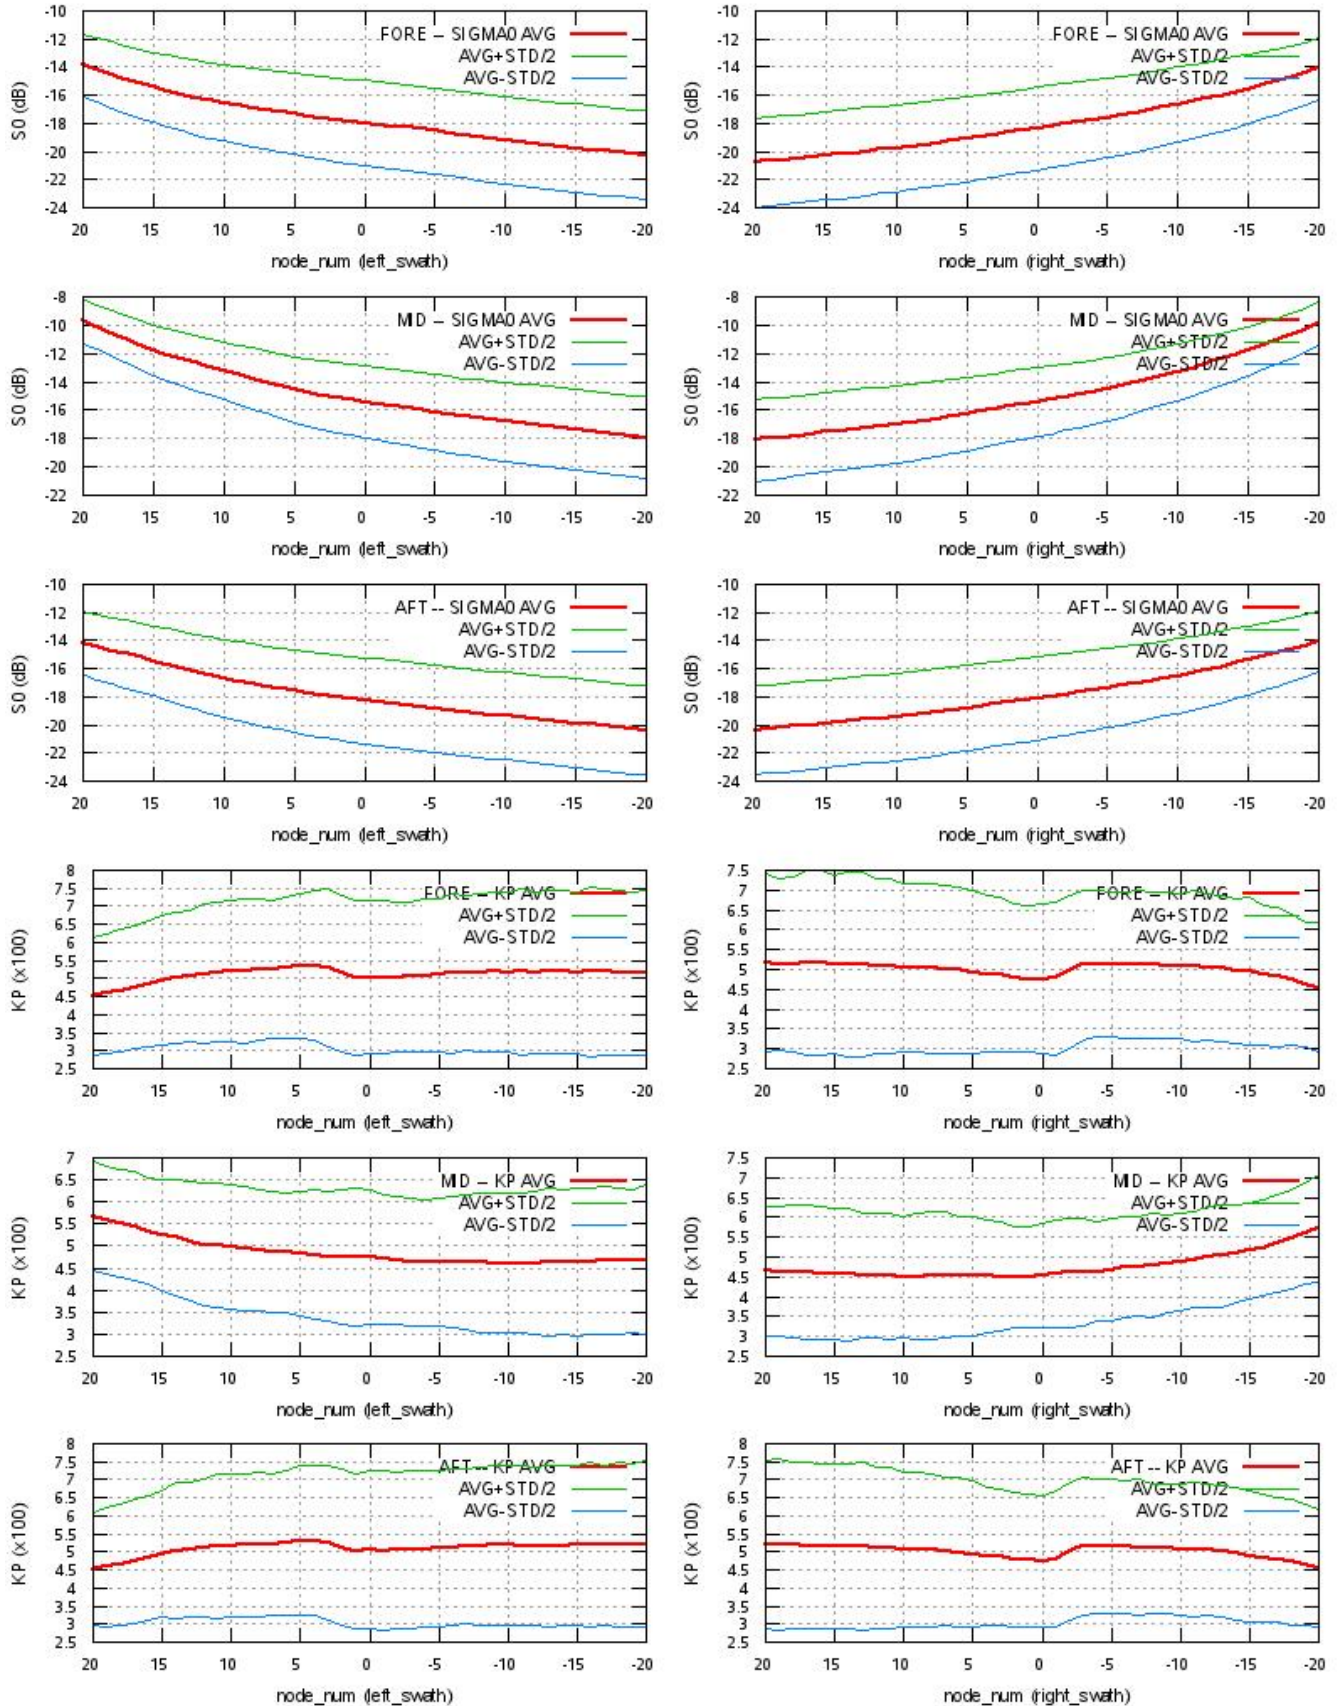 S0 (dB)
-10
-12
-14
-16
-18
-20
-22
-24
FORE -- SIGMA0 AVG
AVG+STD/2
AVG-STD/2
20 15 10 5 0 -5 -10 -15 -20
node_num (left_swath)
S0 (dB)
-10
-12
-14
-16
-18
-20
-22
-24
FORE -- SIGMA0 AVG
AVG+STD/2
AVG-STD/2
20 15 10 5 0 -5 -10 -15 -20
node_num (right_swath)
S0 (dB)
-8
-10
-12
-14
-16
-18
-20
-22
MID -- SIGMA0 AVG
AVG+STD/2
AVG-STD/2
20 15 10 5 0 -5 -10 -15 -20
node_num (left_swath)
S0 (dB)
-8
-10
-12
-14
-16
-18
-20
-22
MID -- SIGMA0 AVG
AVG+STD/2
AVG-STD/2
20 15 10 5 0 -5 -10 -15 -20
node_num (right_swath)
S0 (dB)
-10
-12
-14
-16
-18
-20
-22
-24
AFT -- SIGMA0 AVG
AVG+STD/2
AVG-STD/2
20 15 10 5 0 -5 -10 -15 -20
node_num (left_swath)
S0 (dB)
-10
-12
-14
-16
-18
-20
-22
-24
AFT -- SIGMA0 AVG
AVG+STD/2
AVG-STD/2
20 15 10 5 0 -5 -10 -15 -20
node_num (right_swath)
KP (x100)
8
7.5
7
6.5
6
5.5
5
4.5
4
3.5
3
2.5
FORE -- KP AVG
AVG+STD/2
AVG-STD/2
20 15 10 5 0 -5 -10 -15 -20
node_num (left_swath)
KP (x100)
7.5
7
6.5
6
5.5
5
4.5
4
3.5
3
2.5
FORE -- KP AVG
AVG+STD/2
AVG-STD/2
20 15 10 5 0 -5 -10 -15 -20
node_num (right_swath)
KP (x100)
7
6.5
6
5.5
5
4.5
4
3.5
3
2.5
MID -- KP AVG
AVG+STD/2
AVG-STD/2
20 15 10 5 0 -5 -10 -15 -20
node_num (left_swath)
KP (x100)
7.5
7
6.5
6
5.5
5
4.5
4
3.5
3
2.5
MID -- KP AVG
AVG+STD/2
AVG-STD/2
20 15 10 5 0 -5 -10 -15 -20
node_num (right_swath)
KP (x100)
8
7.5
7
6.5
6
5.5
5
4.5
4
3.5
3
2.5
AFT -- KP AVG
AVG+STD/2
AVG-STD/2
20 15 10 5 0 -5 -10 -15 -20
node_num (left_swath)
KP (x100)
8
7.5
7
6.5
6
5.5
5
4.5
4
3.5
3
2.5
AFT -- KP AVG
AVG+STD/2
AVG-STD/2
20 15 10 5 0 -5 -10 -15 -20
node_num (right_swath)